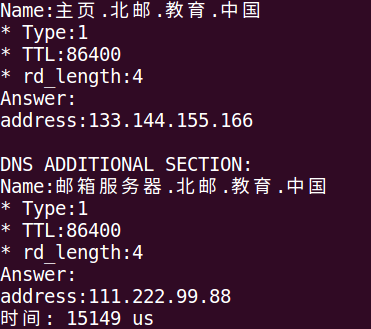 Name:主页.北邮.教育.中国
* Type:1
* TTL:86400
* rd_length:4
Answer:
address:133.144.155.166
DNS ADDITIONAL SECTION:
Name:邮箱服务器.北邮.教育.中国
* Type:1
* TTL:86400
* rd_length:4
Answer:
address:111.222.99.88
时间: 15149 us